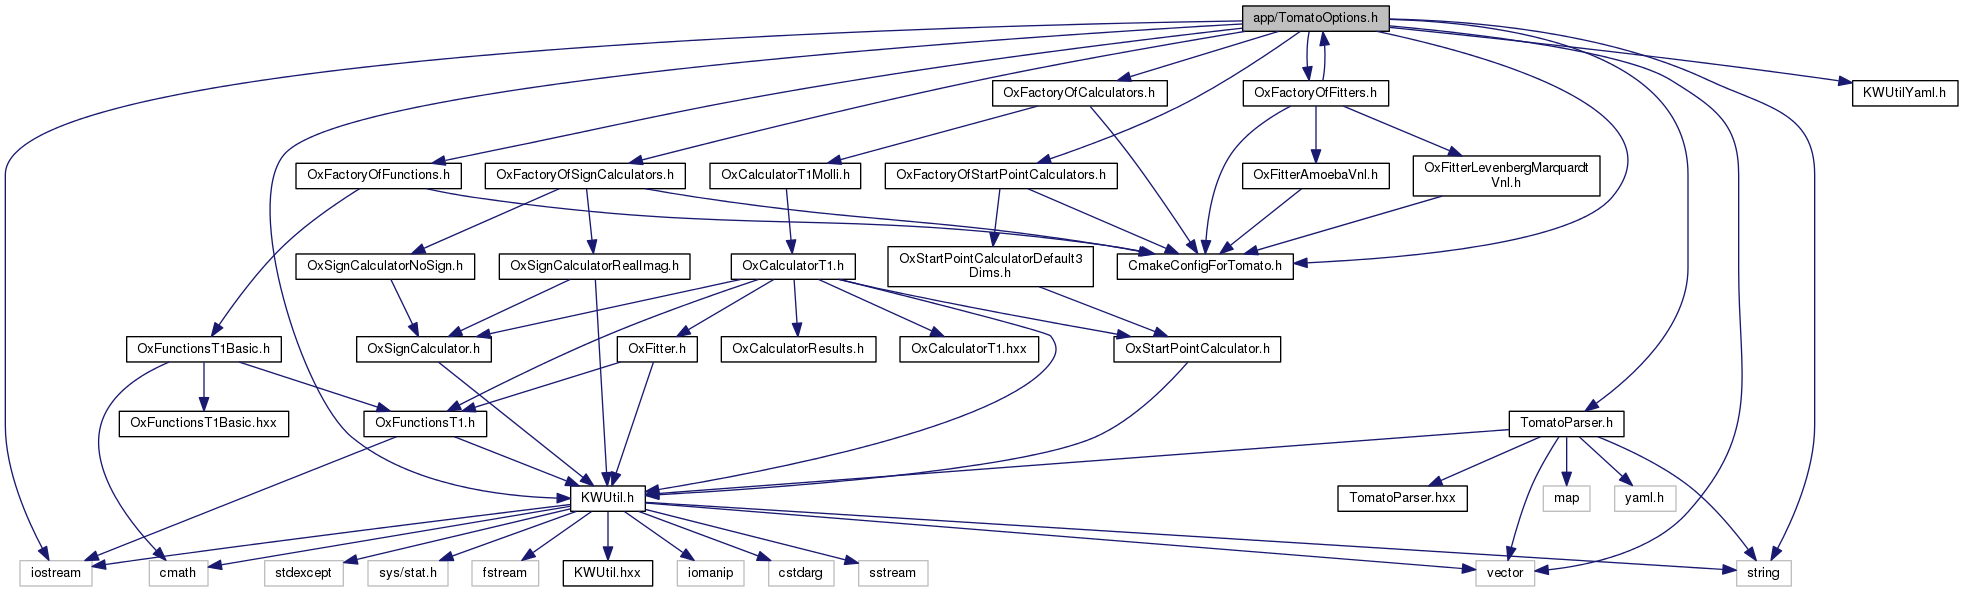 app/TomatoOptions.h
OxFactoryOfCalculators.h
OxFactoryOfFitters.h
KWUtilYaml.h
OxFactoryOfFunctions.h
OxFactoryOfSignCalculators.h
OxCalculatorT1Molli.h
OxFactoryOfStartPointCalculators.h
OxFitterAmoebaVnl.h
OxFitterLevenbergMarquardt
Vnl.h
OxSignCalculatorNoSign.h
OxSignCalculatorRealImag.h
OxCalculatorT1.h
OxStartPointCalculatorDefault3
Dims.h
CmakeConfigForTomato.h
OxFunctionsT1Basic.h
OxSignCalculator.h
OxFitter.h
OxCalculatorResults.h
OxCalculatorT1.hxx
OxStartPointCalculator.h
OxFunctionsT1Basic.hxx
OxFunctionsT1.h
TomatoParser.h
KWUtil.h
TomatoParser.hxx
map
yaml.h
iostream
cmath
stdexcept
sys/stat.h
fstream
KWUtil.hxx
iomanip
cstdarg
sstream
vector
string